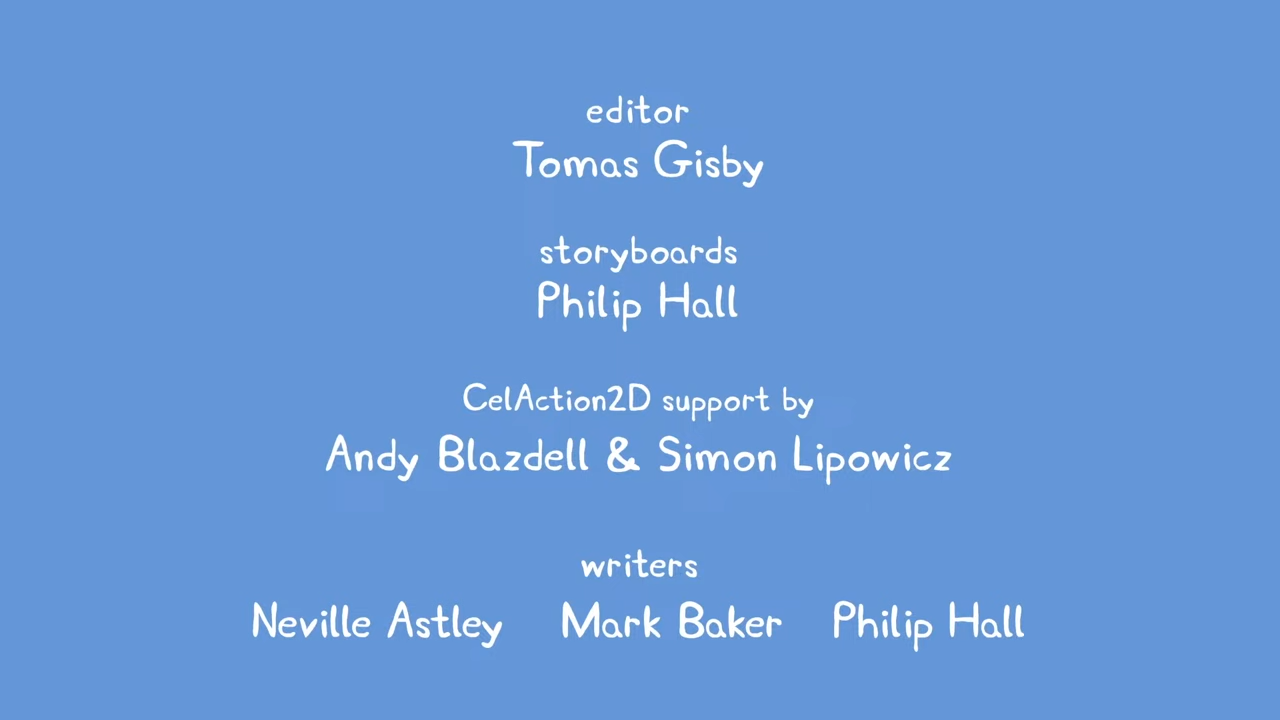 editor
Tomas Gisby
storyboards
Philip Hall
CelAction2D support by
Andy Blazdell & Simon Lipowicz
writers
Neville Astley Mark Baker Philip Hall